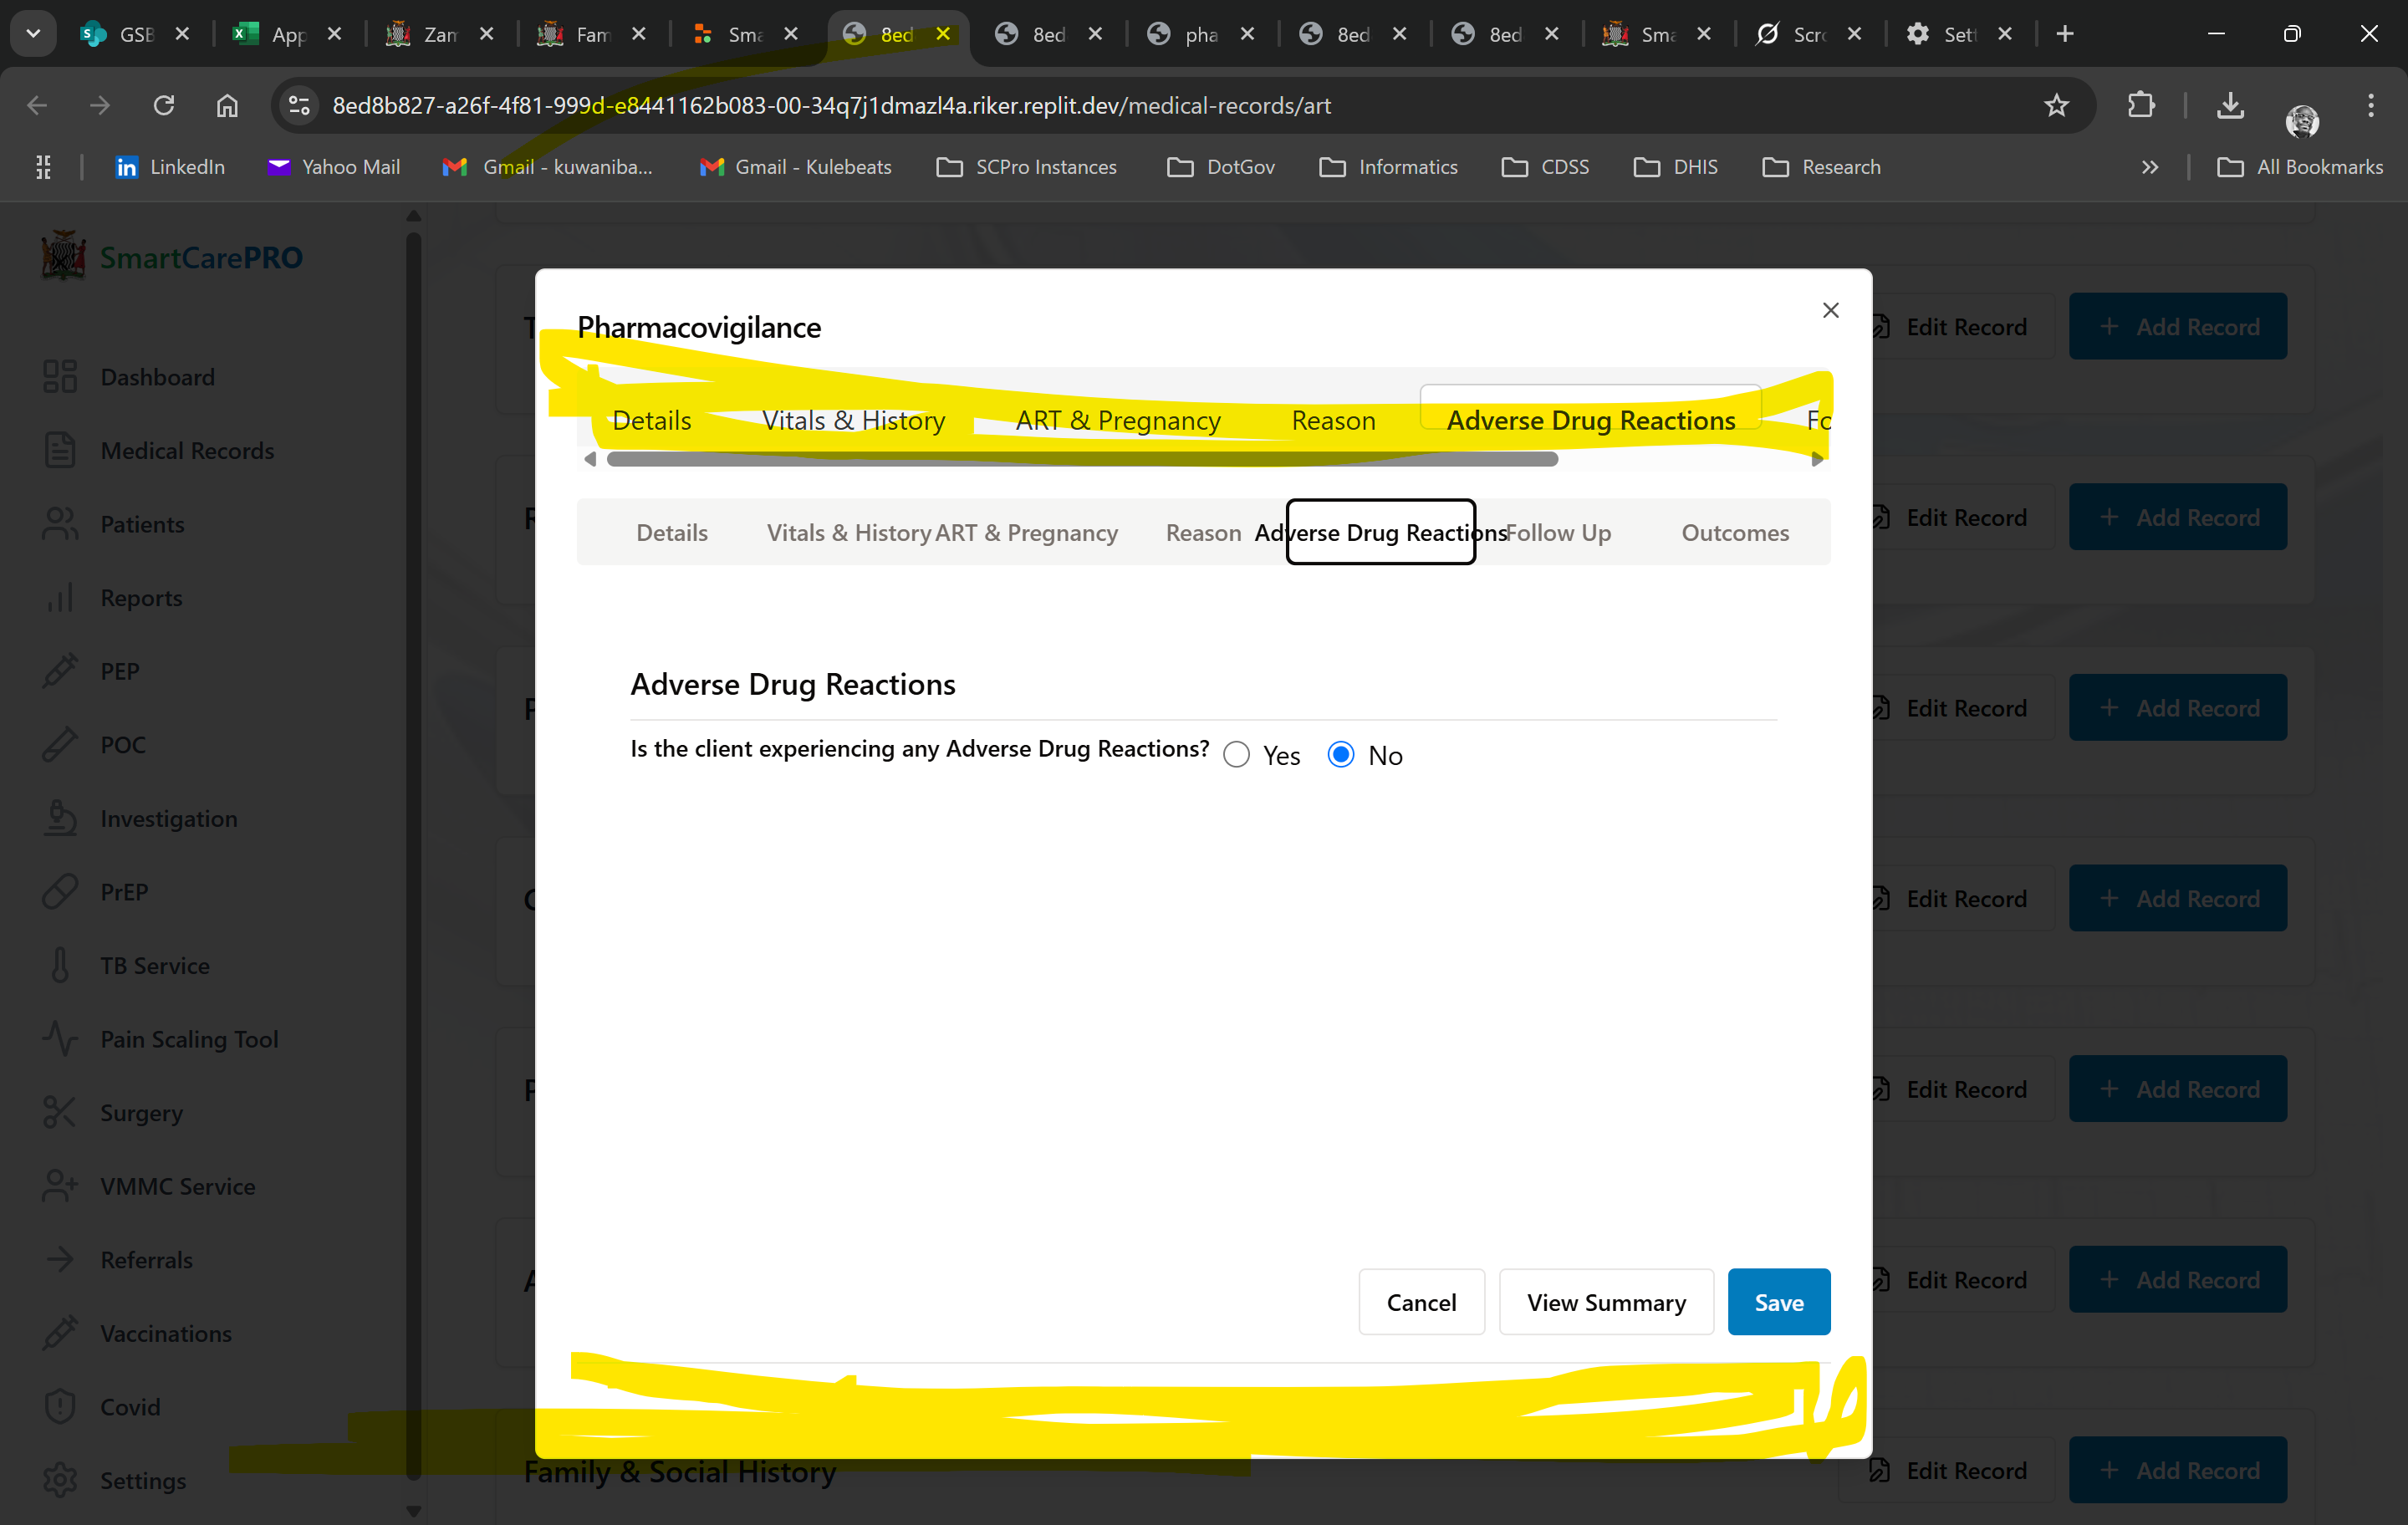 GSB
App
Zam
Fam
Sma
8ed
8ed
pha
8ed
8ed
Sma
Scr
Sett
8ed8b827-a26f-4f81-999d-e8441162b083-00-34q7j1dmazl4a.riker.replit.dev/medical-records/art
LinkedIn
Yahoo Mail
Gmail - kuwaniba...
Gmail - Kulebeats
SCPro Instances
DotGov
Informatics
CDSS
DHIS
Research
All Bookmarks
SmartCarePRO
Dashboard
Medical Records
Patients
Reports
PEP
POC
Investigation
PrEP
TB Service
Pain Scaling Tool
Surgery
VMMC Service
Referrals
Vaccinations
Covid
Settings
Pharmacovigilance
Details Vitals & History ART & Pregnancy Reason Adverse Drug Reactions Fo
Details Vitals & History ART & Pregnancy Reason Adverse Drug Reactions Follow Up Outcomes
Adverse Drug Reactions
Is the client experiencing any Adverse Drug Reactions? Yes No
Cancel View Summary Save
Family & Social History
Edit Record + Add Record
Edit Record + Add Record
Edit Record + Add Record
Edit Record + Add Record
Edit Record + Add Record
Edit Record + Add Record
Edit Record + Add Record